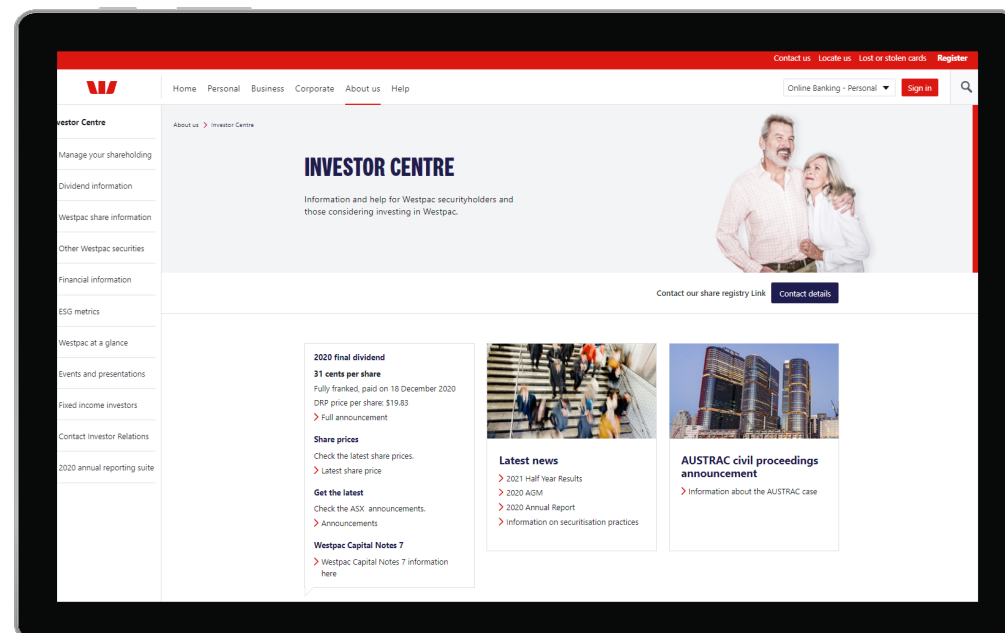 Contact us Locate us Lost or stolen cards Register
Home Personal Business Corporate About us Help
Online Banking - Personal Sign in
About us Investor Centre
vestor Centre
Manage your shareholding
Dividend information
Westpac share information
Other Westpac securities
Financial information
ESG metrics
Westpac at a glance
Events and presentations
Fixed income investors
Contact Investor Relations
2020 annual reporting suite
INVESTOR CENTRE
Information and help for Westpac securityholders and
those considering investing in Westpac.
Contact our share registry Link Contact details
2020 final dividend
31 cents per share
Fully franked, paid on 18 December 2020
DRP price per share: $19.83
Full announcement
Share prices
Check the latest share prices.
Latest share price
Get the latest
Check the ASX announcements.
Announcements
Westpac Capital Notes 7
Westpac Capital Notes 7 information
here
Latest news
2021 Half Year Results
2020 AGM
2020 Annual Report
Information on securitisation practices
AUSTRAC civil proceedings
announcement
Information about the AUSTRAC case